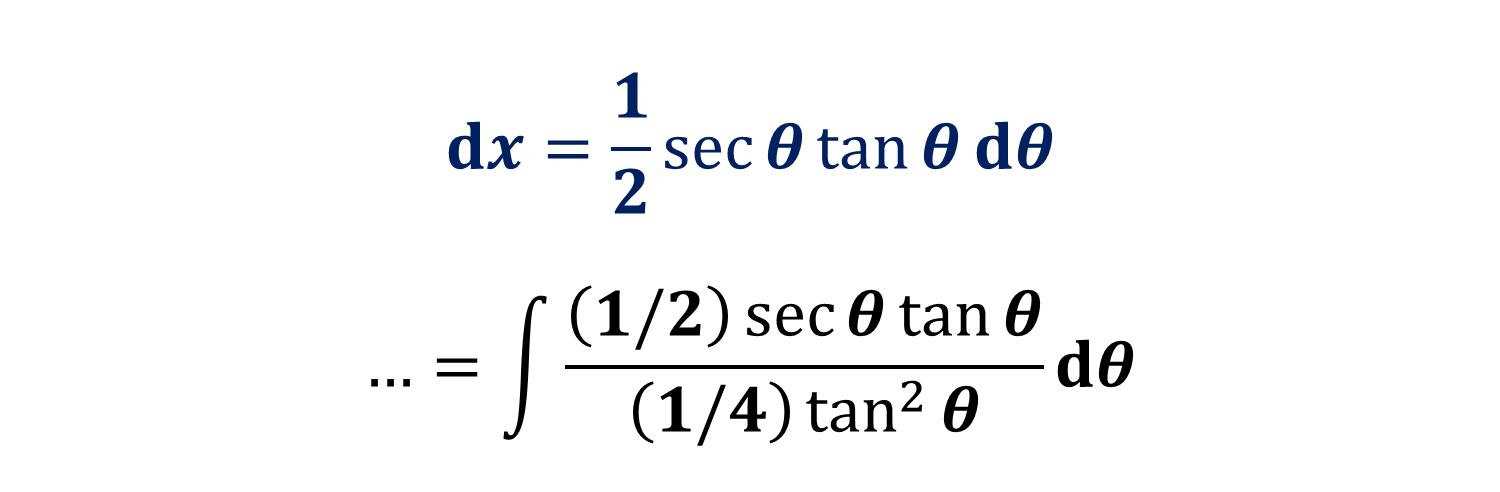 dx = 1/2 sec θ tan θ dθ
... = ∫ (1/2) sec θ tan θ / (1/4) tan² θ dθ